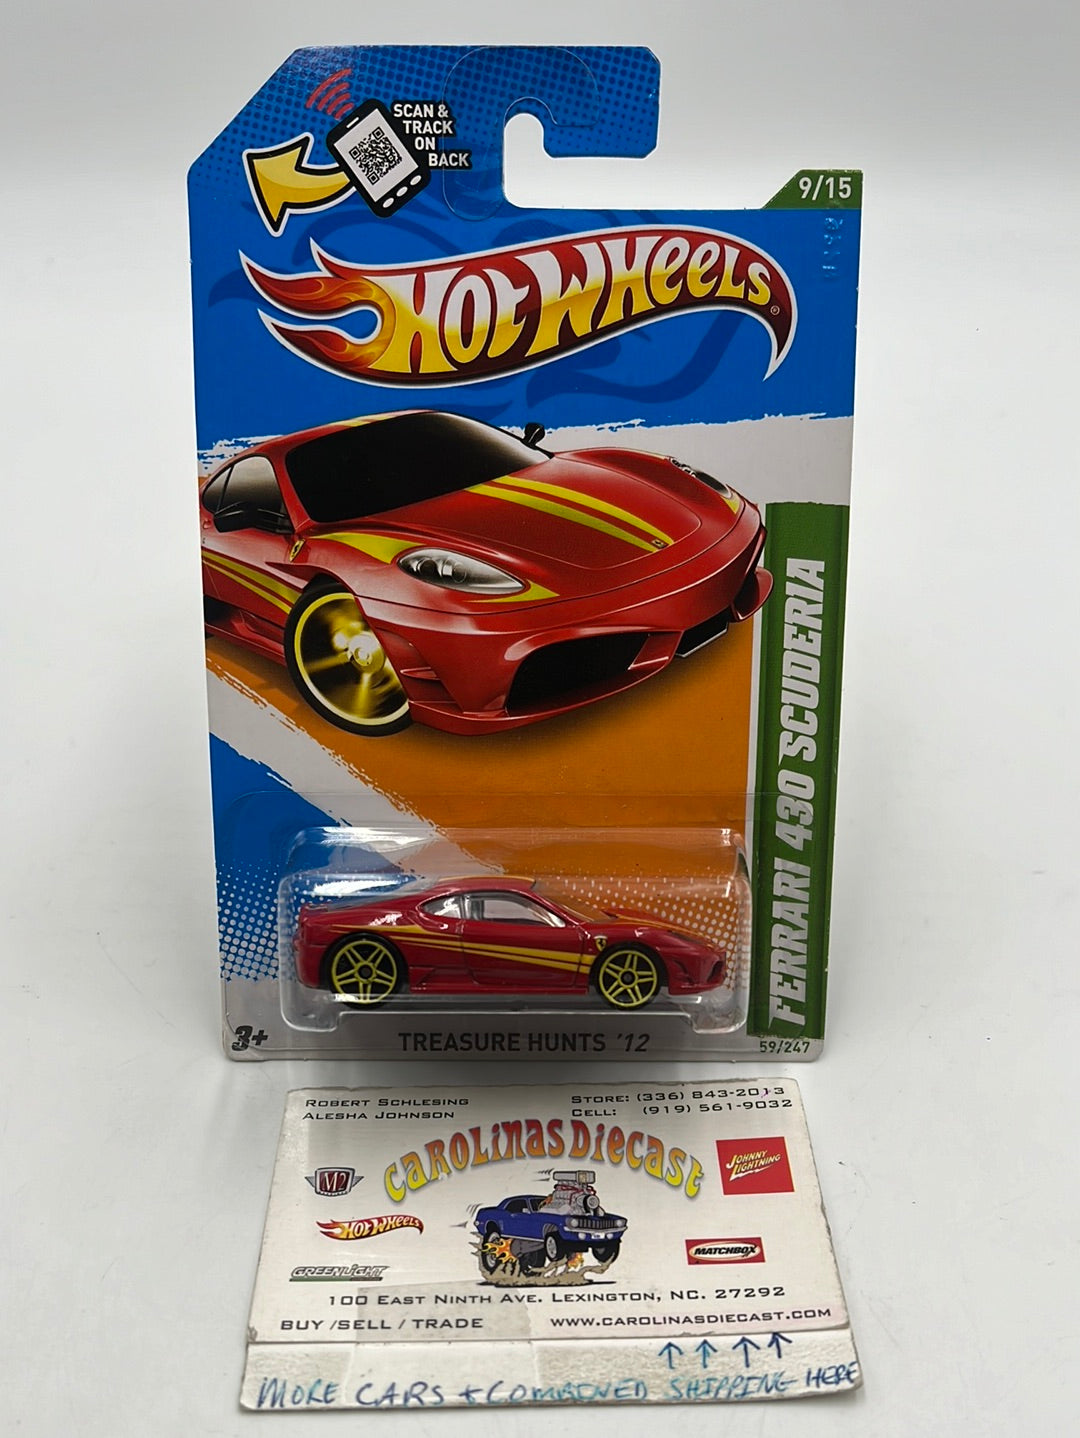 SCAN &
TRACK
ON
BACK
9/15
HOT WHEELS
FERRARI 430 SCUDERIA
3+
TREASURE HUNTS '12
59/247
ROBERT SCHLESING
ALESHA JOHNSON
STORE: (336) 843-2013
CELL: (919) 561-9032
CAROLINAS DIECAST
JOHNNY
LIGHTNING
M2
HOT WHEELS
MATCHBOX
GREENLIGHT
100 EAST NINTH AVE. LEXINGTON, NC. 27292
BUY / SELL / TRADE
WWW.CAROLINASDIECAST.COM
↑ ↑ ↑ ↑
MORE CARS + COMBINED SHIPPING HERE